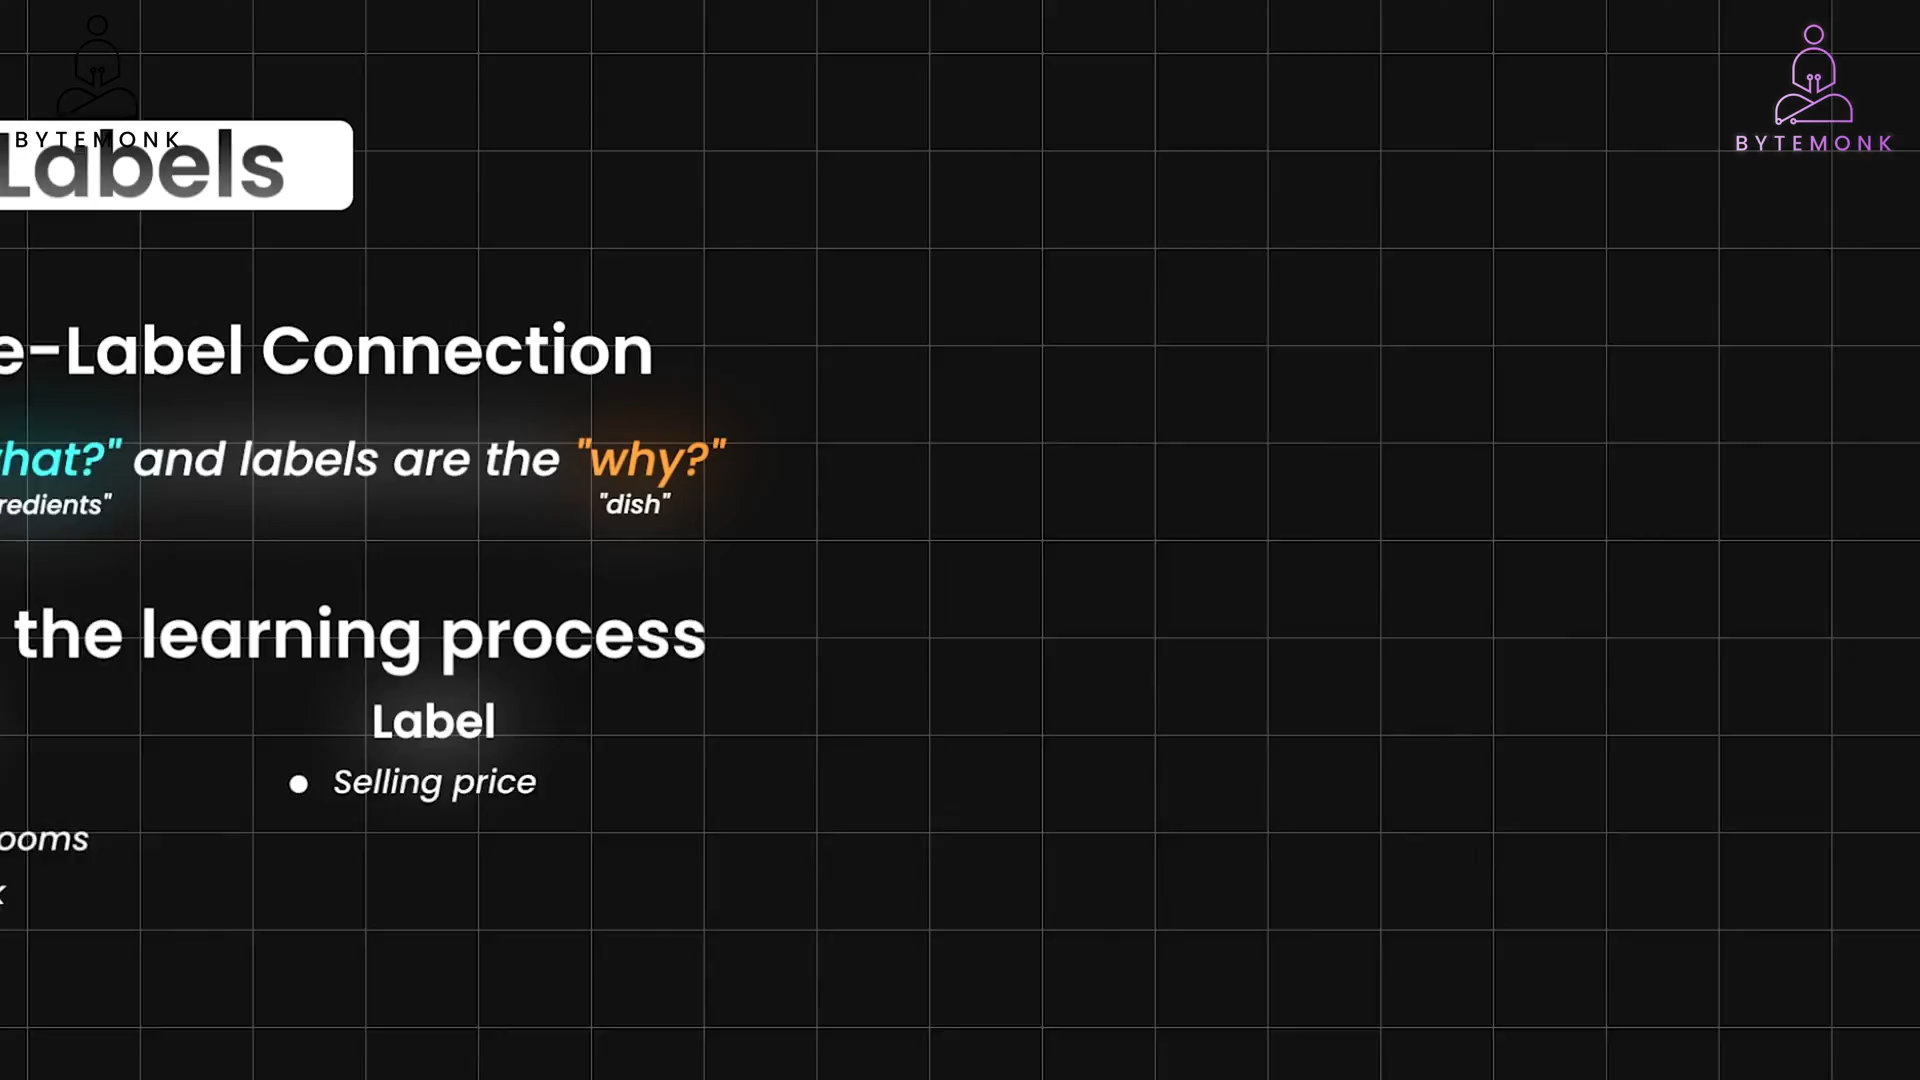 BYTEMONK
BYTEMONK
Labels
e-Label Connection
hat?" and labels are the "why?"
redients" "dish"
the learning process
Label
● Selling price
ooms